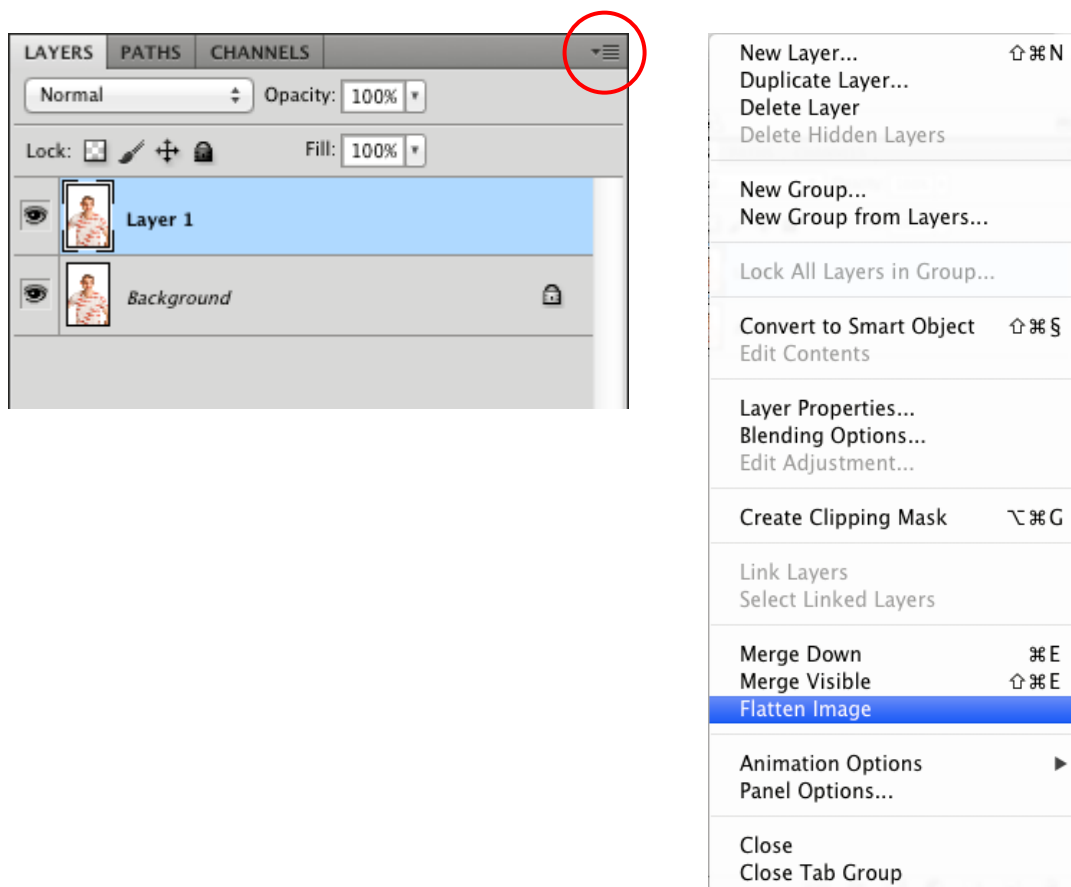 LAYERS PATHS CHANNELS
Normal Opacity: 100%
Lock: Fill: 100%
Layer 1
Background
New Layer... ⇧⌘N
Duplicate Layer...
Delete Layer
Delete Hidden Layers
New Group...
New Group from Layers...
Lock All Layers in Group...
Convert to Smart Object ⇧⌘§
Edit Contents
Layer Properties...
Blending Options...
Edit Adjustment...
Create Clipping Mask ⌥⌘G
Link Layers
Select Linked Layers
Merge Down ⌘E
Merge Visible ⇧⌘E
Flatten Image
Animation Options
Panel Options...
Close
Close Tab Group